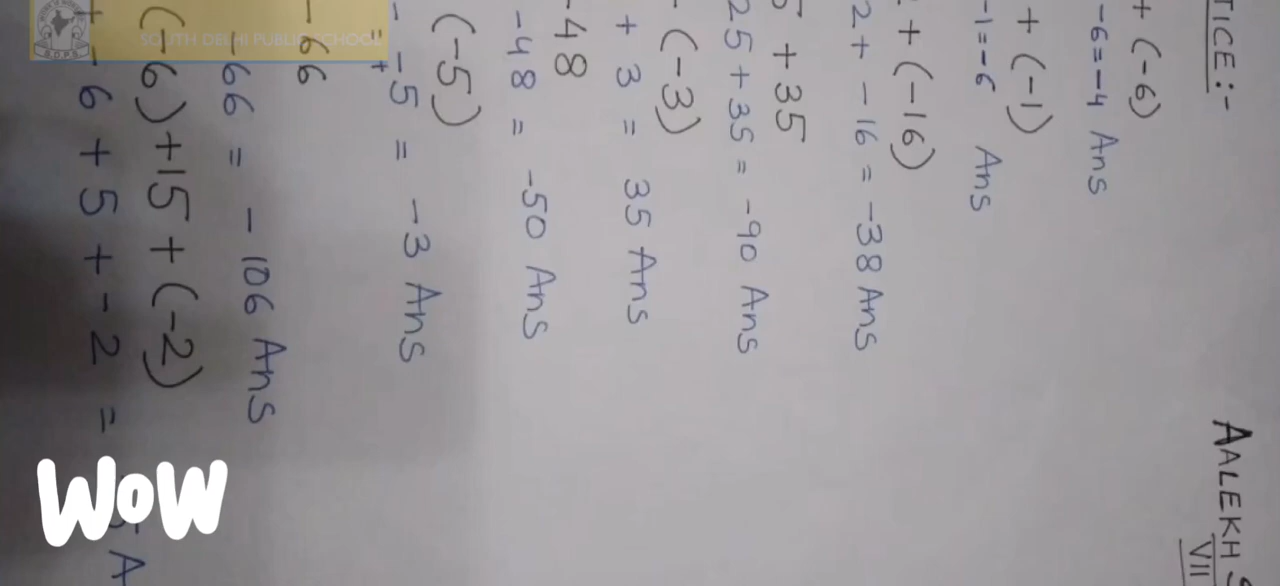 TICE:-
AALEKH S
VII
+ (-6)
-6=-4 Ans
+ (-1)
-1=-6 Ans
+ (-16)
2+ -16 = -38 Ans
5 +35
25 +35 = -90 Ans
- (-3)
+ 3 = 35 Ans
-48
-48 = -50 Ans
(-5)
- -5 = -3 Ans
=
+
-66
66 = -106 Ans
(-6) +15 + (-2)
-6 + 5 + -2 =
A
SOUTH DELHI PUBLIC SCHOOL
S.D.P.S.
WOW